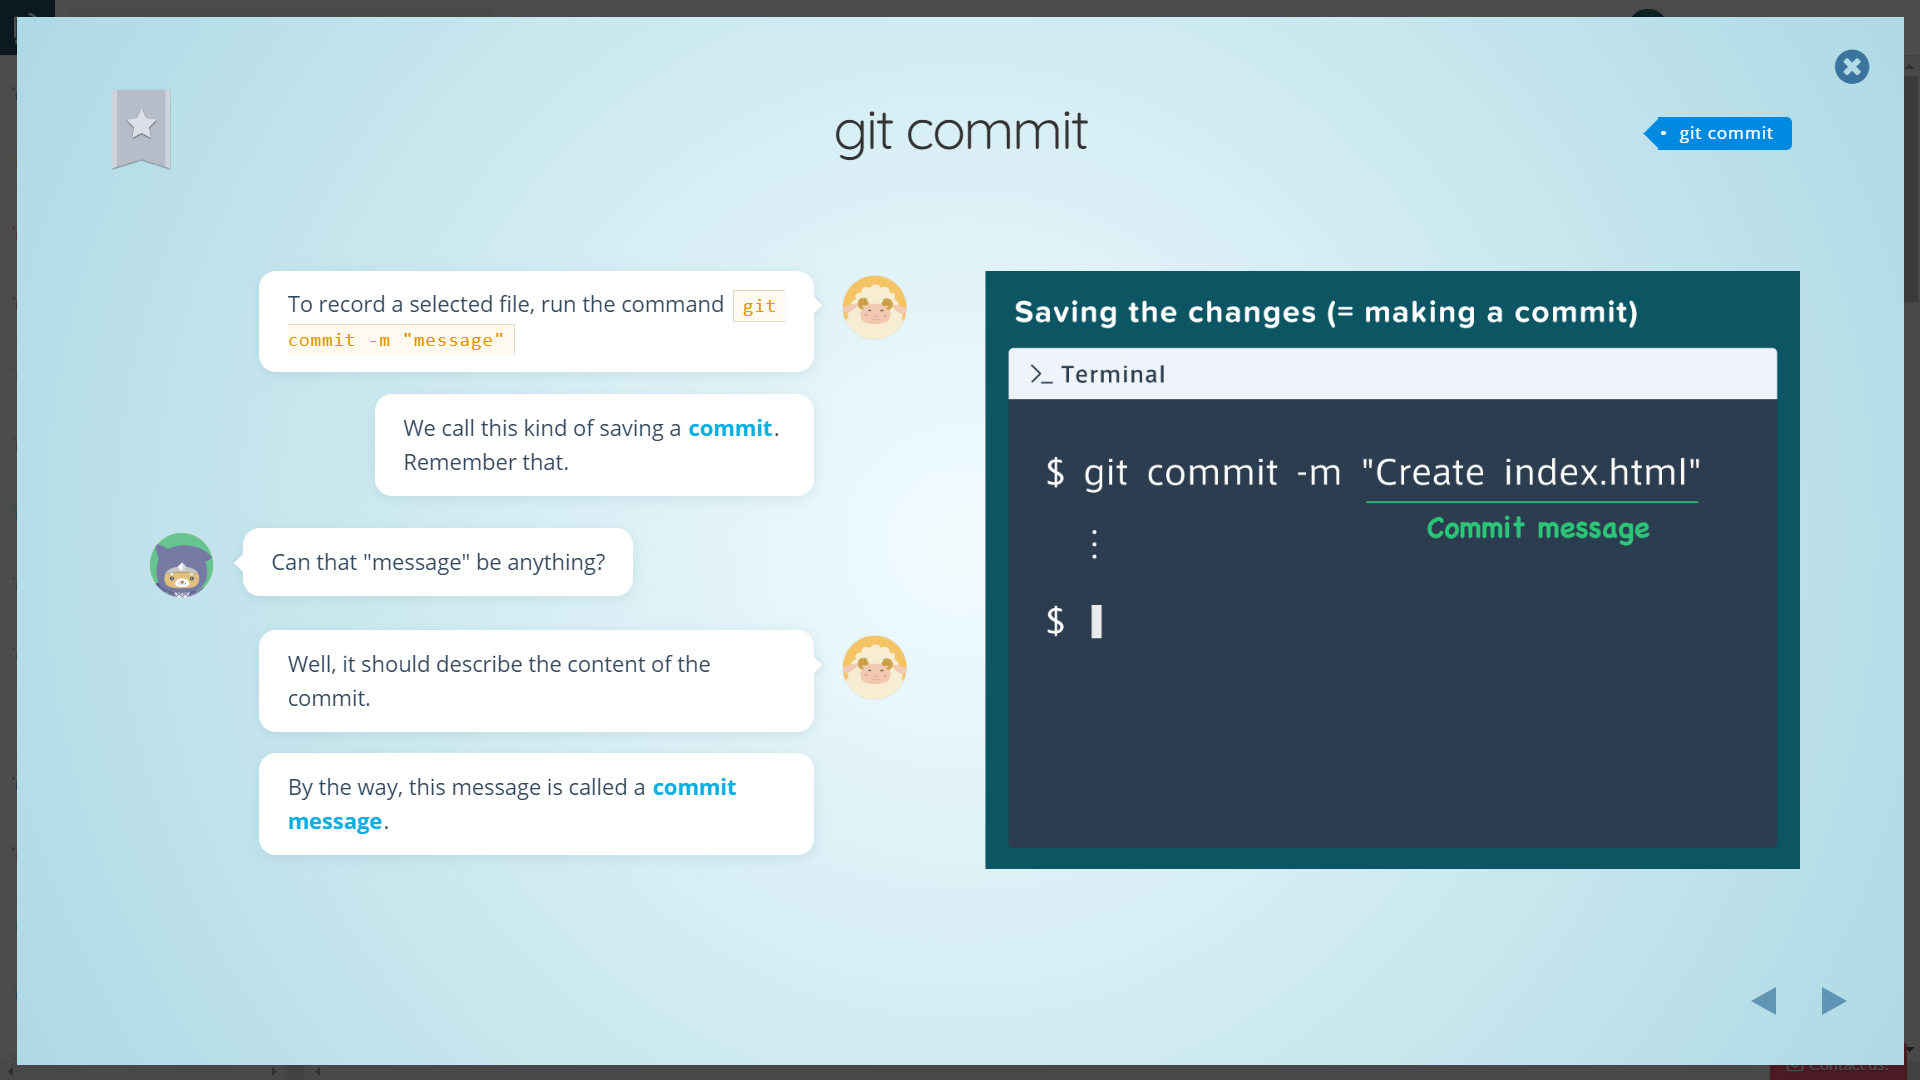 git commit
git commit
To record a selected file, run the command git
commit -m "message"
We call this kind of saving a commit.
Remember that.
Can that "message" be anything?
Well, it should describe the content of the
commit.
By the way, this message is called a commit
message.
Saving the changes (= making a commit)
>_ Terminal
$ git commit -m "Create index.html"
Commit message
⋮
$
Contact us!